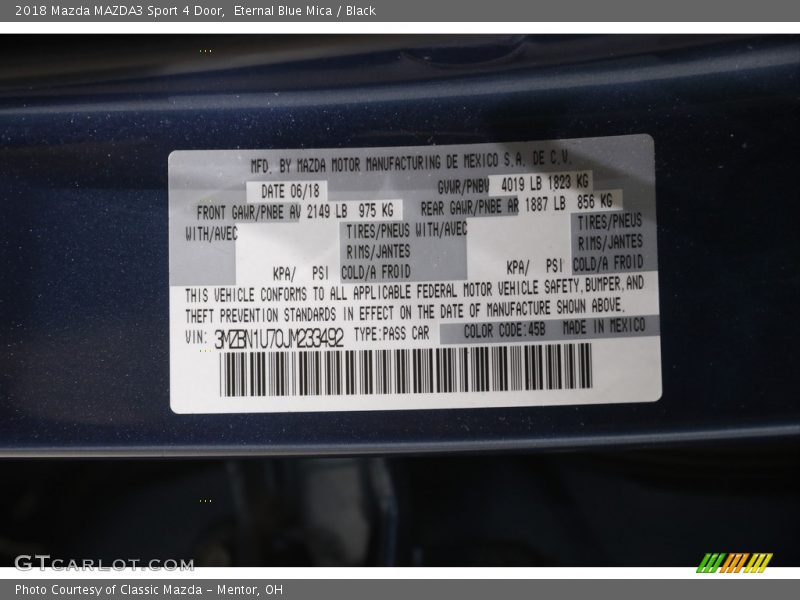 2018 Mazda MAZDA3 Sport 4 Door, Eternal Blue Mica / Black
MFD. BY MAZDA MOTOR MANUFACTURING DE MEXICO S.A. DE C.V.
DATE 06/18 GVWR/PNBV 4019 LB 1823 KG
FRONT GAWR/PNBE AV 2149 LB 975 KG REAR GAWR/PNBE AR 1887 LB 856 KG
WITH/AVEC TIRES/PNEUS WITH/AVEC TIRES/PNEUS
RIMS/JANTES RIMS/JANTES
KPA/ PSI COLD/A FROID KPA/ PSI COLD/A FROID
THIS VEHICLE CONFORMS TO ALL APPLICABLE FEDERAL MOTOR VEHICLE SAFETY,BUMPER,AND
THEFT PREVENTION STANDARDS IN EFFECT ON THE DATE OF MANUFACTURE SHOWN ABOVE.
VIN: 3MZBN1U70JM233492 TYPE:PASS CAR COLOR CODE:45B MADE IN MEXICO
GTCARLOT.COM
Photo Courtesy of Classic Mazda - Mentor, OH